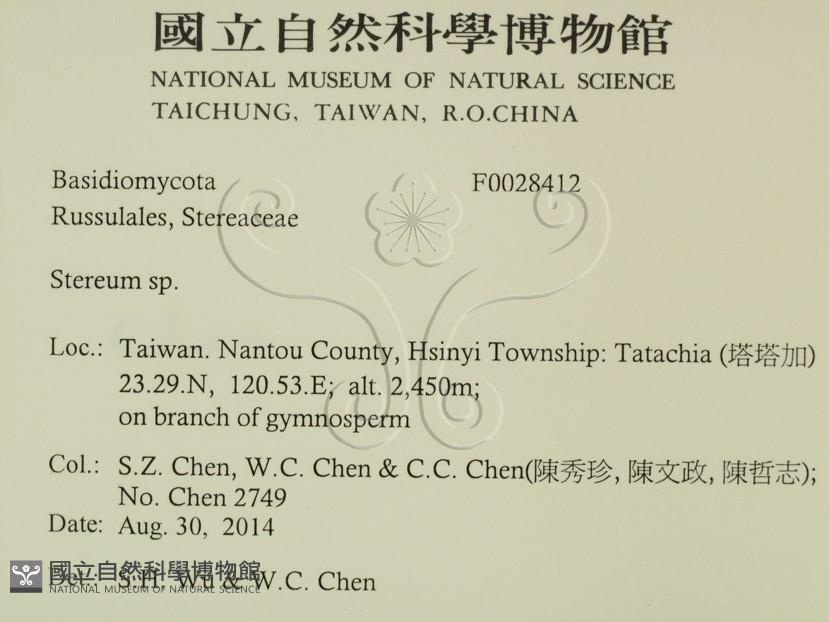 國立自然科學博物館
NATIONAL MUSEUM OF NATURAL SCIENCE
TAICHUNG, TAIWAN, R.O.CHINA
Basidiomycota F0028412
Russulales, Stereaceae
Stereum sp.
Loc.: Taiwan. Nantou County, Hsinyi Township: Tatachia (塔塔加)
23.29.N, 120.53.E; alt. 2,450m;
on branch of gymnosperm
Col.: S.Z. Chen, W.C. Chen & C.C. Chen(陳秀珍, 陳文政, 陳哲志);
No. Chen 2749
Date: Aug. 30, 2014
Det.: S.H. Wu & W.C. Chen
國立自然科學博物館
NATIONAL MUSEUM OF NATURAL SCIENCE